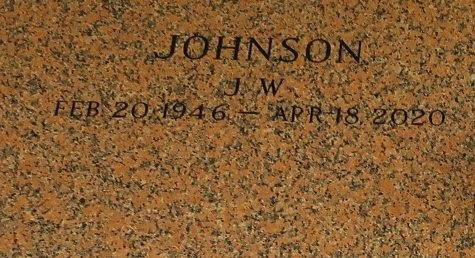 JOHNSON
J. W.
FEB. 20, 1946 — APR. 18, 2020